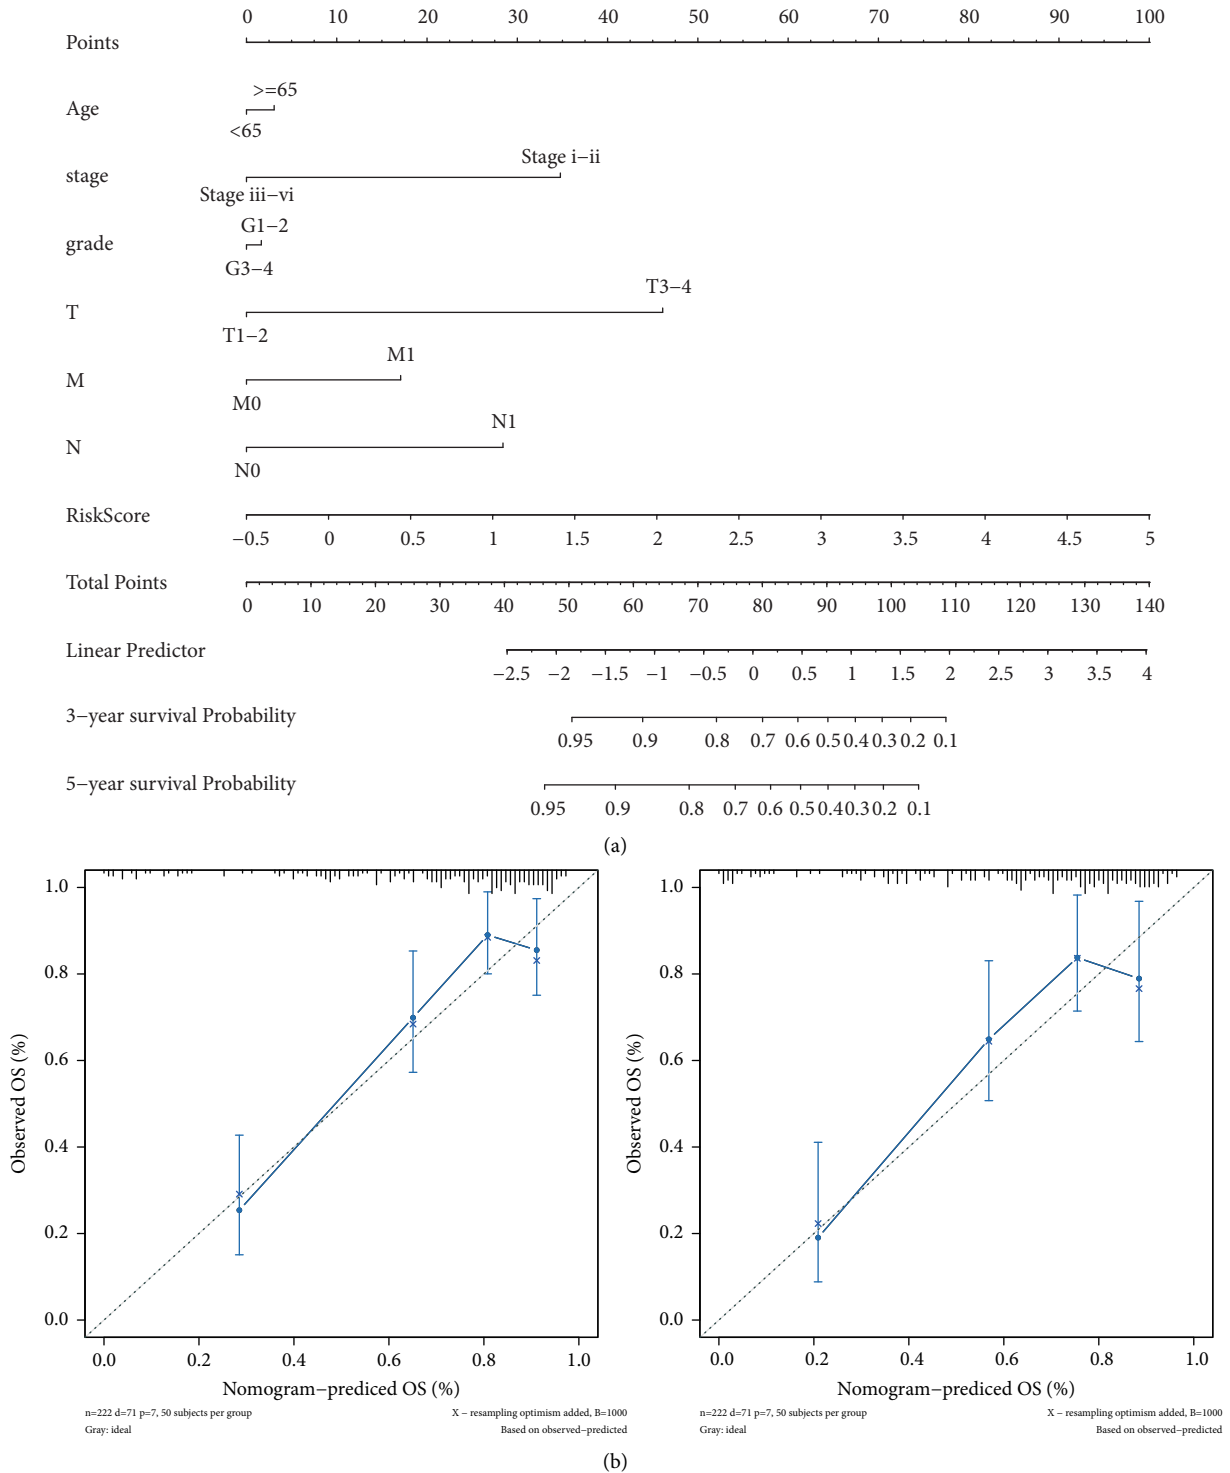 0 10 20 30 40 50 60 70 80 90 100
Points
>=65
Age
<65
Stage i−ii
stage
Stage iii−vi
G1−2
grade
G3−4
T3−4
T
T1−2
M1
M
M0
N1
N
N0
RiskScore
−0.5 0 0.5 1 1.5 2 2.5 3 3.5 4 4.5 5
Total Points
0 10 20 30 40 50 60 70 80 90 100 110 120 130 140
Linear Predictor
−2.5 −2 −1.5 −1 −0.5 0 0.5 1 1.5 2 2.5 3 3.5 4
3−year survival Probability
0.95 0.9 0.8 0.7 0.6 0.5 0.4 0.3 0.2 0.1
5−year survival Probability
0.95 0.9 0.8 0.7 0.6 0.5 0.4 0.3 0.2 0.1
(a)
Observed OS (%)
1.0
0.8
0.6
0.4
0.2
0.0
0.0 0.2 0.4 0.6 0.8 1.0
Nomogram−prediced OS (%)
n=222 d=71 p=7, 50 subjects per group
Gray: ideal
X − resampling optimism added, B=1000
Based on observed−predicted
Observed OS (%)
1.0
0.8
0.6
0.4
0.2
0.0
0.0 0.2 0.4 0.6 0.8 1.0
Nomogram−prediced OS (%)
n=222 d=71 p=7, 50 subjects per group
Gray: ideal
X − resampling optimism added, B=1000
Based on observed−predicted
(b)